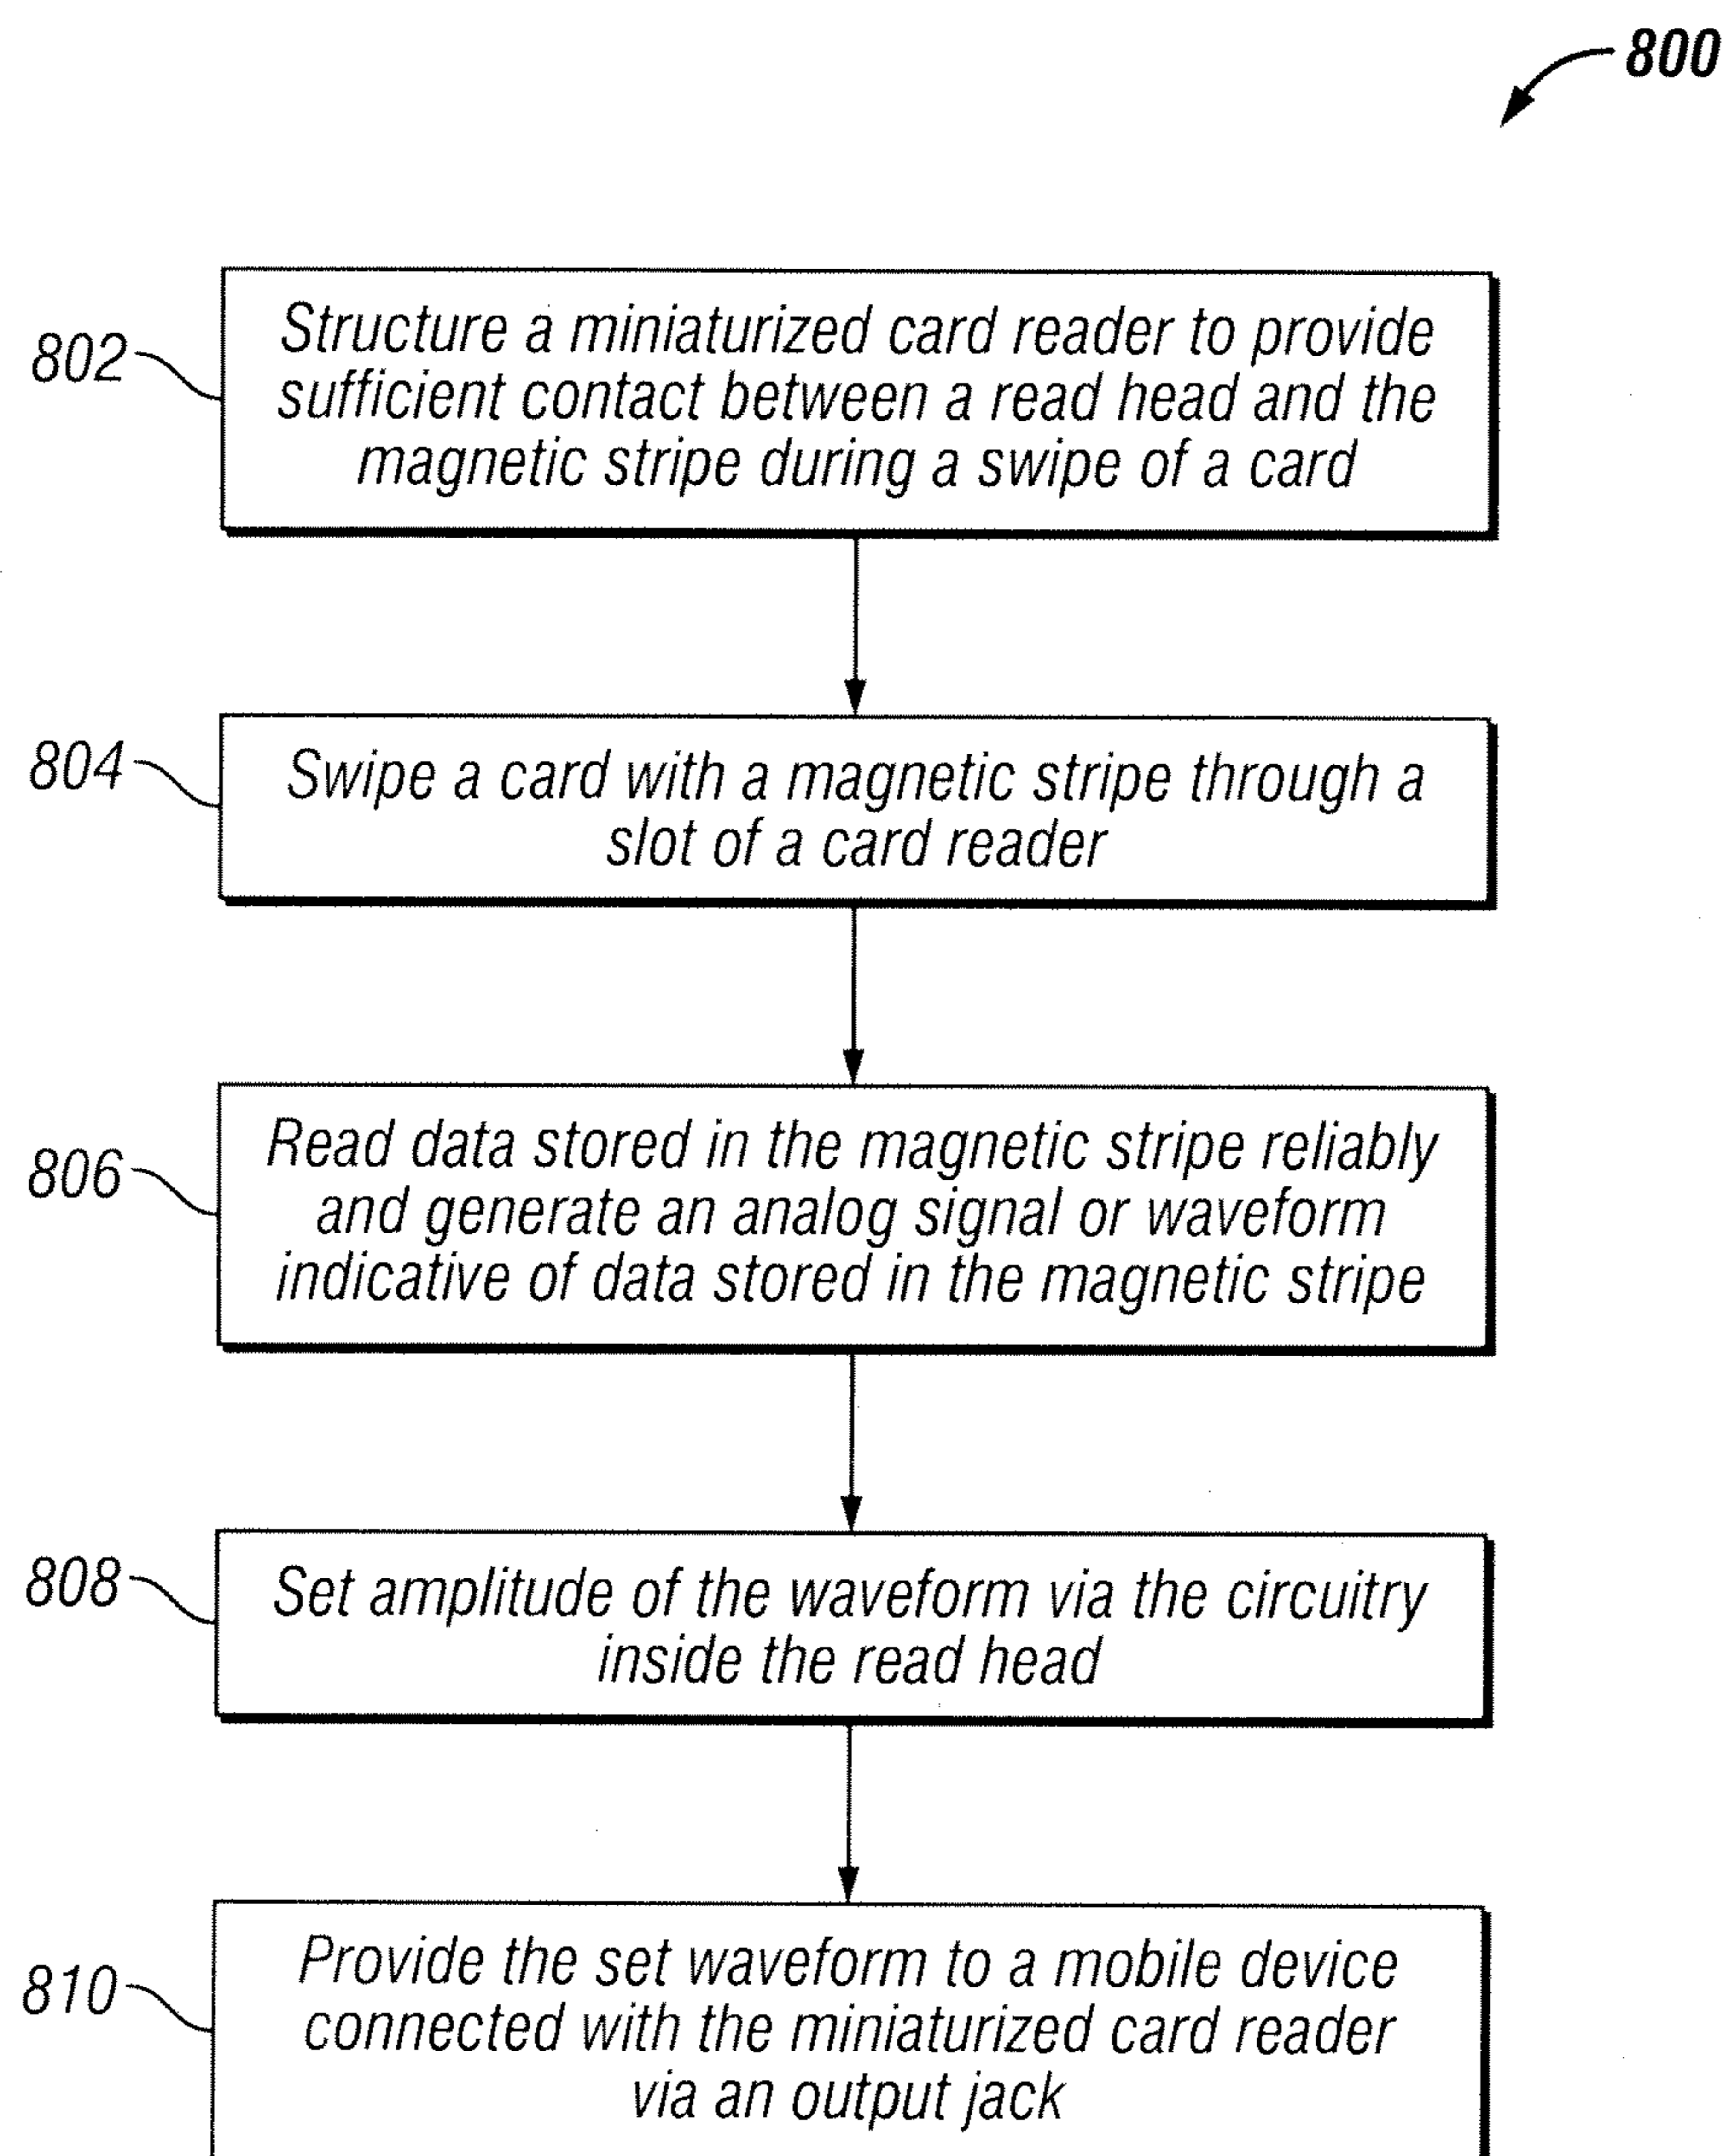 800
802
Structure a miniaturized card reader to provide
sufficient contact between a read head and the
magnetic stripe during a swipe of a card
804
Swipe a card with a magnetic stripe through a
slot of a card reader
806
Read data stored in the magnetic stripe reliably
and generate an analog signal or waveform
indicative of data stored in the magnetic stripe
808
Set amplitude of the waveform via the circuitry
inside the read head
810
Provide the set waveform to a mobile device
connected with the miniaturized card reader
via an output jack